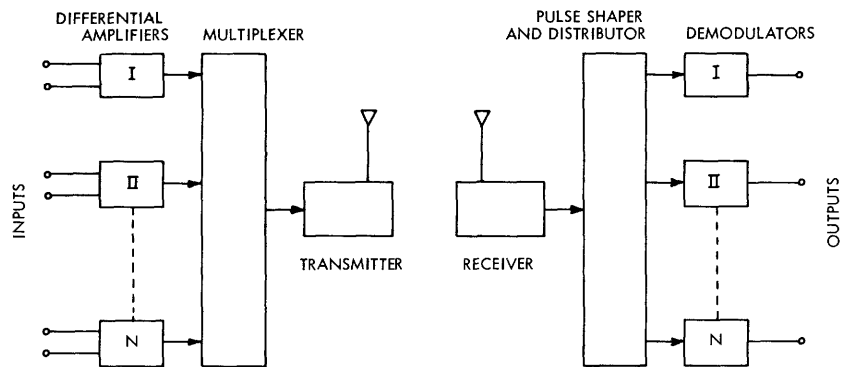 DIFFERENTIAL
AMPLIFIERS
MULTIPLEXER
PULSE SHAPER
AND DISTRIBUTOR
DEMODULATORS
I
I
II
II
INPUTS
OUTPUTS
TRANSMITTER
RECEIVER
N
N